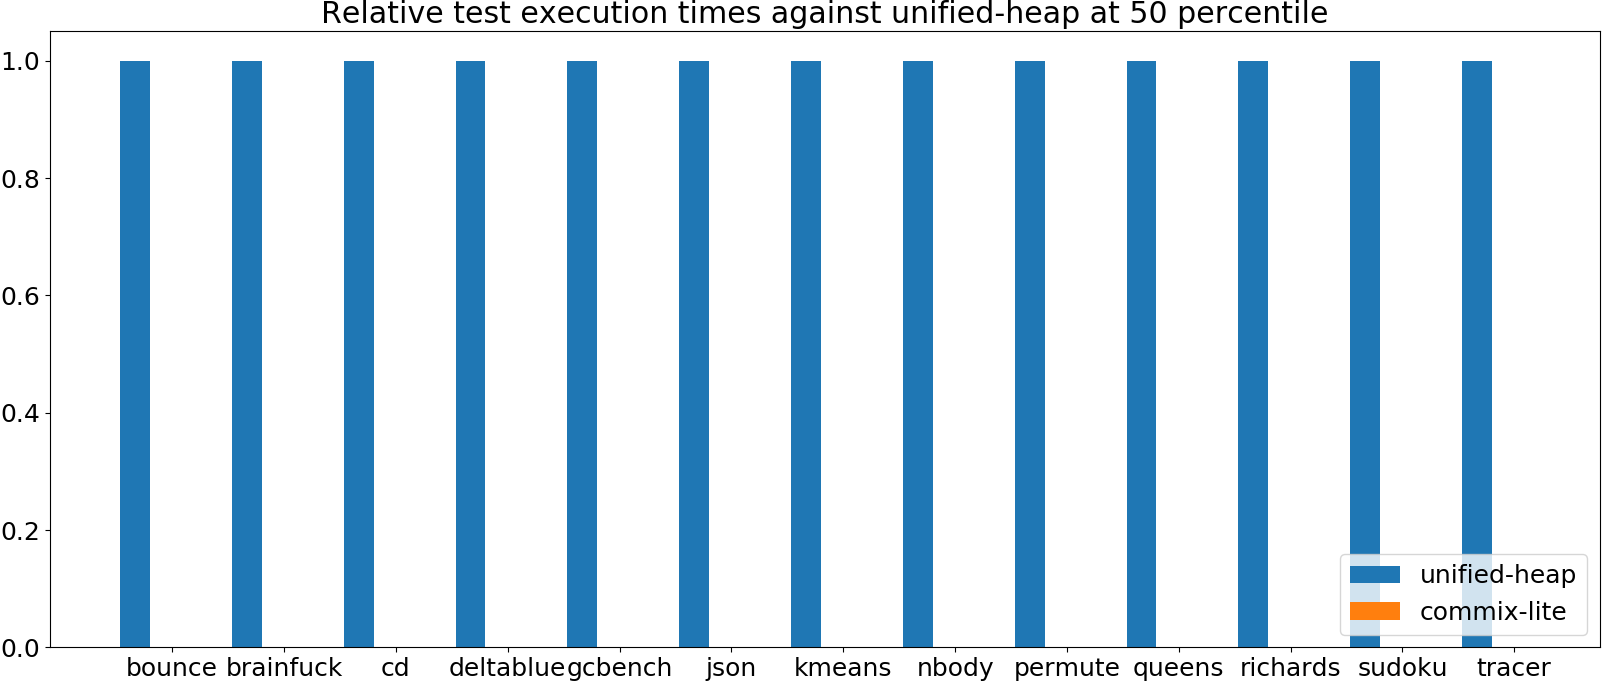 Relative test execution times against unified-heap at 50 percentile
1.0
0.8
0.6
0.4
0.2
0.0
unified-heap
commix-lite
bounce brainfuck cd deltablue gcbench json kmeans nbody permute queens richards sudoku tracer